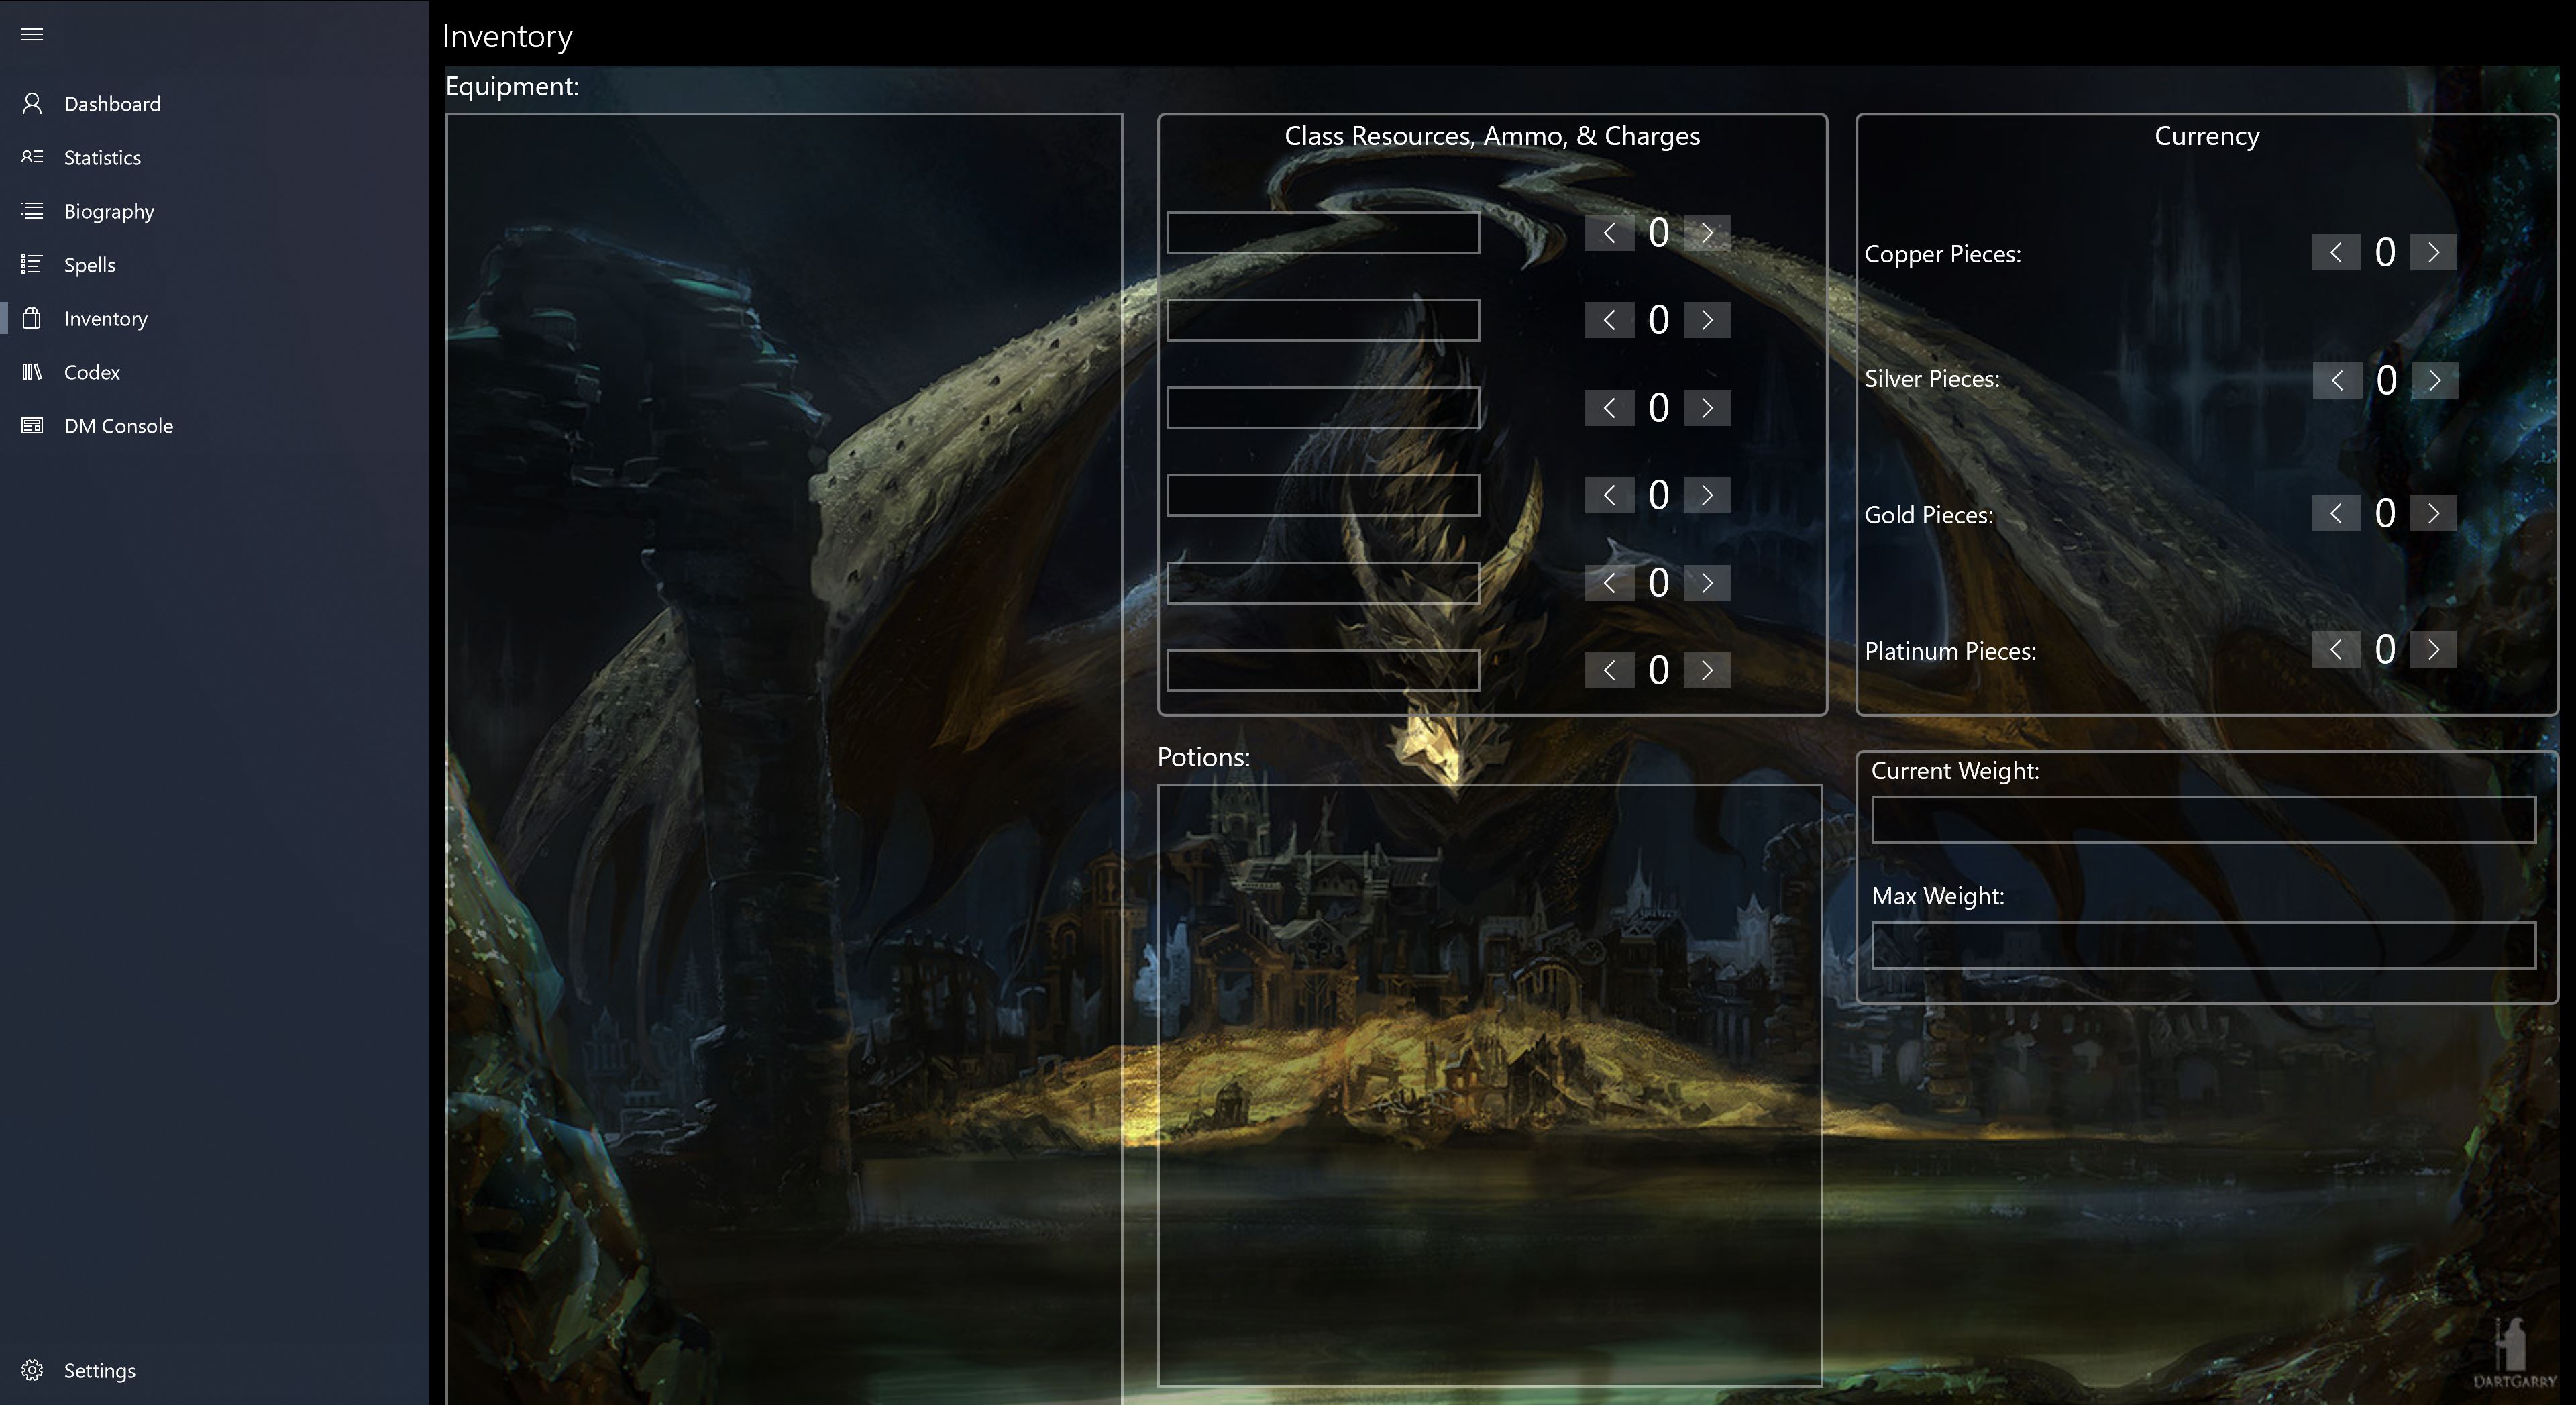 Dashboard
Statistics
Biography
Spells
Inventory
Codex
DM Console
Settings
Inventory
Equipment:
Class Resources, Ammo, & Charges
0
0
0
0
0
0
Potions:
Currency
Copper Pieces: 0
Silver Pieces: 0
Gold Pieces: 0
Platinum Pieces: 0
Current Weight:
Max Weight:
DARTGARRY